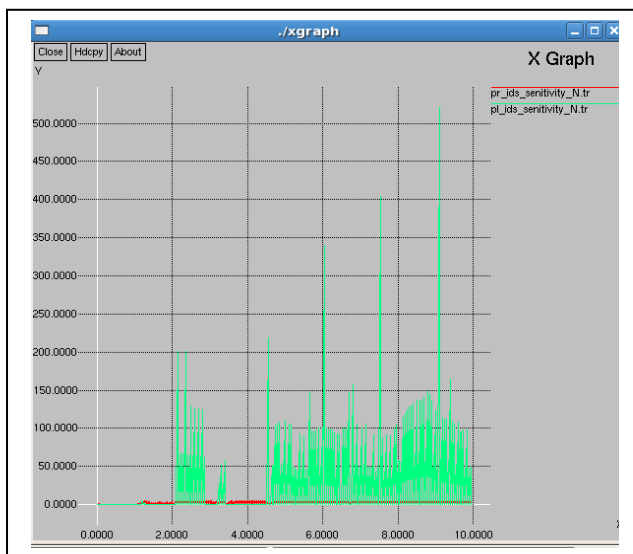 ./xgraph
Close Hdcpy About
X Graph
Y
pr_ids_senitivity_N.tr
pl_ids_senitivity_N.tr
500.0000
450.0000
400.0000
350.0000
300.0000
250.0000
200.0000
150.0000
100.0000
50.0000
0.0000
X
0.0000 2.0000 4.0000 6.0000 8.0000 10.0000